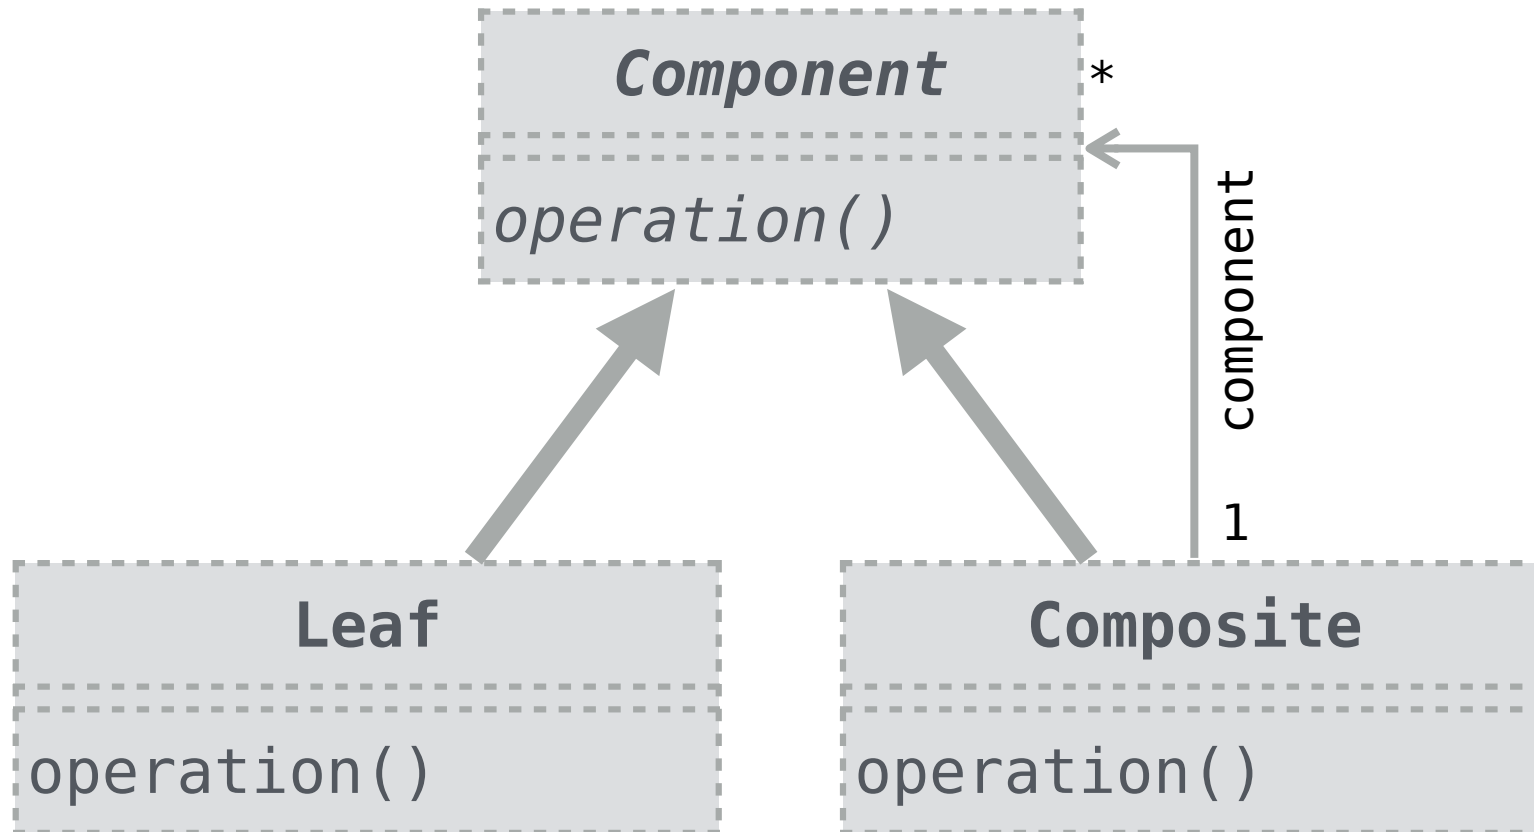 Component
*
operation()
component
1
Leaf
Composite
operation()
operation()